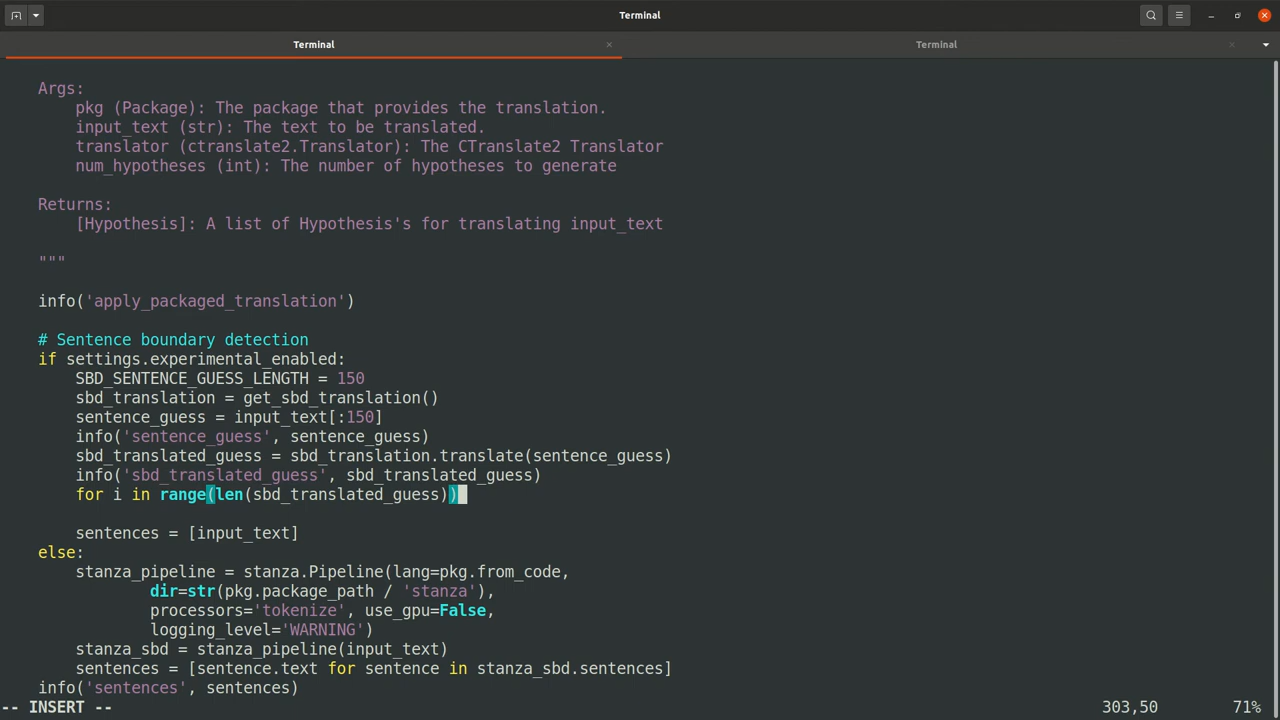 Terminal
Terminal
Terminal
Args:
pkg (Package): The package that provides the translation.
input_text (str): The text to be translated.
translator (ctranslate2.Translator): The CTranslate2 Translator
num_hypotheses (int): The number of hypotheses to generate
Returns:
[Hypothesis]: A list of Hypothesis's for translating input_text
"""
info('apply_packaged_translation')
# Sentence boundary detection
if settings.experimental_enabled:
SBD_SENTENCE_GUESS_LENGTH = 150
sbd_translation = get_sbd_translation()
sentence_guess = input_text[:150]
info('sentence_guess', sentence_guess)
sbd_translated_guess = sbd_translation.translate(sentence_guess)
info('sbd_translated_guess', sbd_translated_guess)
for i in range(len(sbd_translated_guess))
sentences = [input_text]
else:
stanza_pipeline = stanza.Pipeline(lang=pkg.from_code,
dir=str(pkg.package_path / 'stanza'),
processors='tokenize', use_gpu=False,
logging_level='WARNING')
stanza_sbd = stanza_pipeline(input_text)
sentences = [sentence.text for sentence in stanza_sbd.sentences]
info('sentences', sentences)
-- INSERT -- 303,50 71%